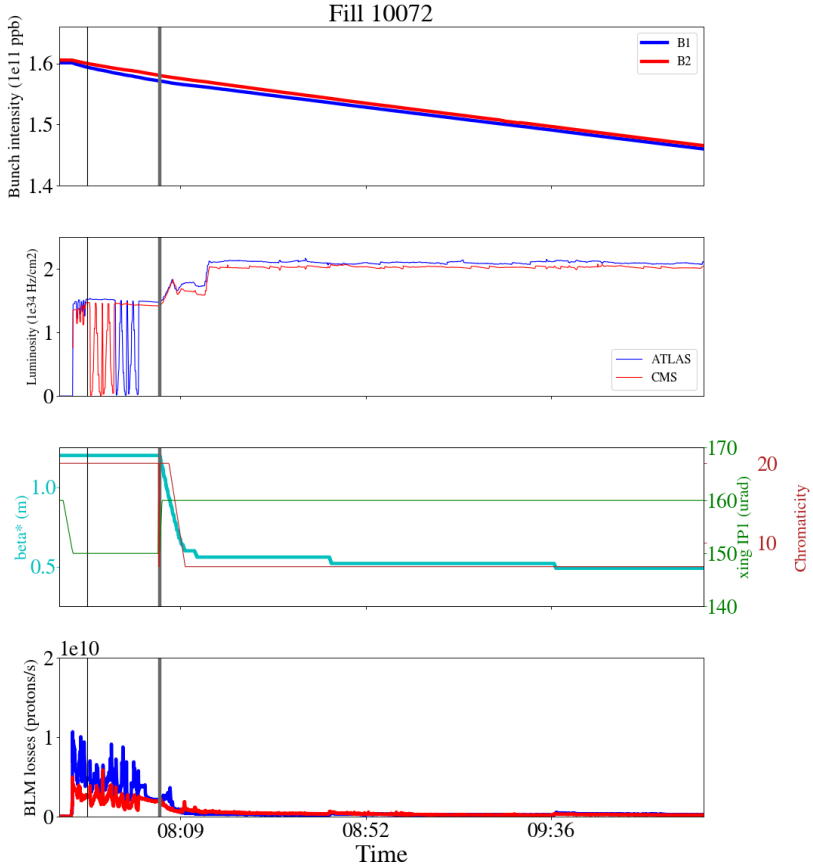 Fill 10072
Bunch intensity (1e11 ppb)
1.6
1.5
1.4
B1
B2
Luminosity (1e34 Hz/cm2)
2
1
0
ATLAS
CMS
beta* (m)
1.0
0.5
170
160
150
140
xing IP1 (urad)
20
10
Chromaticity
1e10
BLM losses (protons/s)
2
1
0
08:09
08:52
09:36
Time